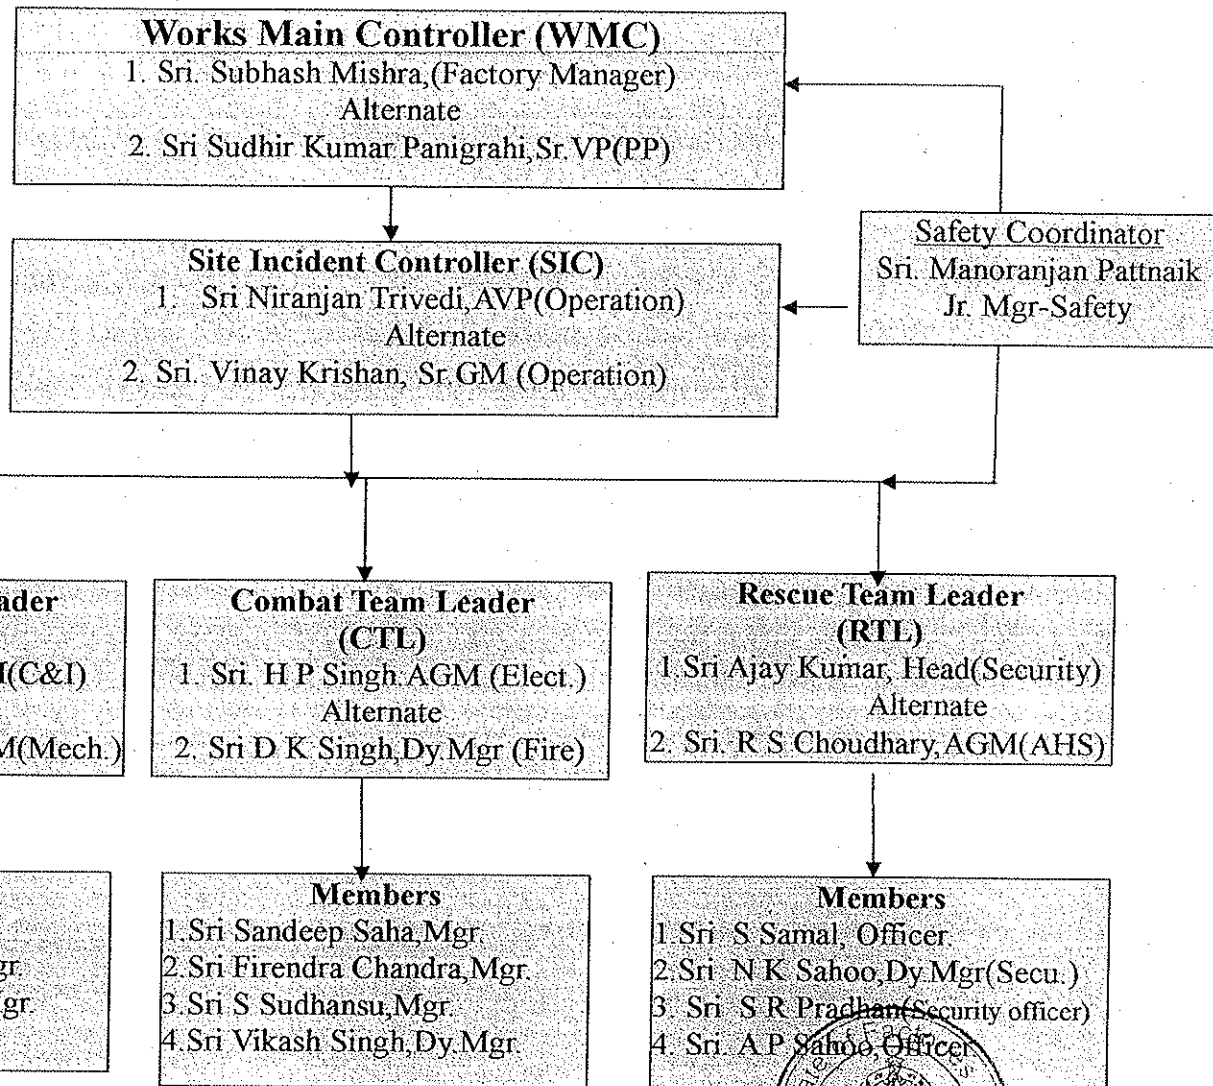 Works Main Controller (WMC)
1. Sri. Subhash Mishra,(Factory Manager)
Alternate
2. Sri Sudhir Kumar Panigrahi,Sr.VP(PP)
Safety Coordinator
Sri. Manoranjan Pattnaik
Jr. Mgr-Safety
Site Incident Controller (SIC)
1. Sri Niranjan Trivedi,AVP(Operation)
Alternate
2. Sri. Vinay Krishan, Sr.GM (Operation)
ader
(C&I)
M(Mech.)
Combat Team Leader
(CTL)
1. Sri. H P Singh.AGM (Elect.)
Alternate
2. Sri D K Singh,Dy.Mgr (Fire)
Rescue Team Leader
(RTL)
1.Sri Ajay Kumar, Head(Security)
Alternate
2. Sri. R S Choudhary,AGM(AHS)
gr.
gr.
Members
1.Sri Sandeep Saha,Mgr.
2.Sri Firendra Chandra,Mgr.
3.Sri S Sudhansu,Mgr.
4.Sri Vikash Singh,Dy.Mgr.
Members
1.Sri S Samal, Officer.
2.Sri N K Sahoo,Dy.Mgr(Secu.)
3. Sri S R Pradhan(Security officer)
4. Sri. A P Sahoo,Officer